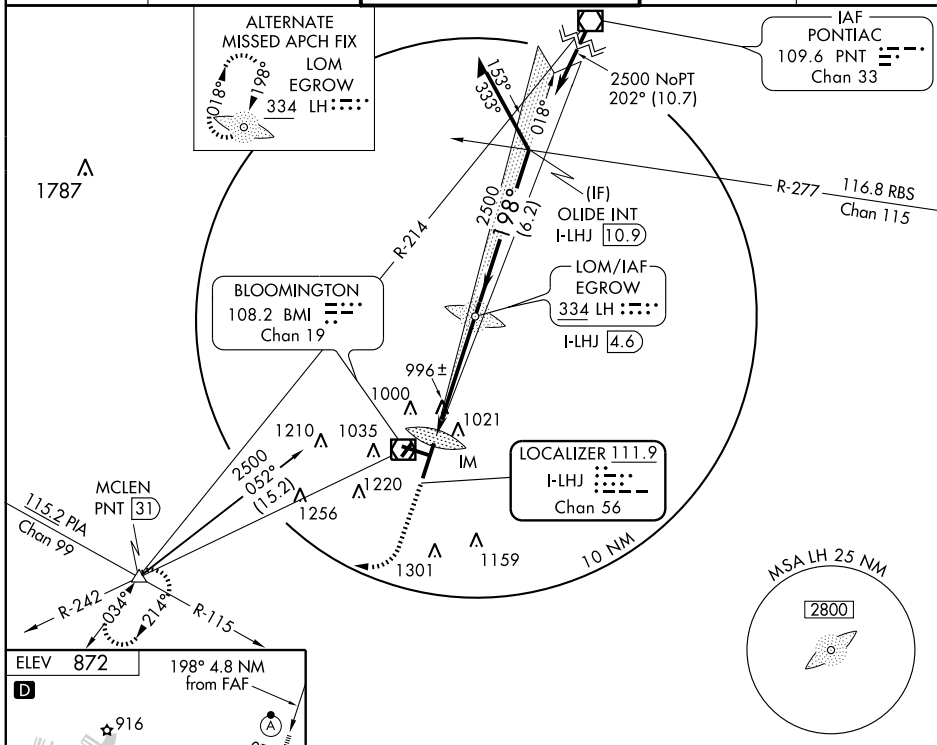 ALTERNATE
MISSED APCH FIX
LOM
EGROW
334 LH
018°
198°
IAF
PONTIAC
109.6 PNT
Chan 33
2500 NoPT
202° (10.7)
153°
333°
018°
1787
R-277
116.8 RBS
Chan 115
(IF)
OLIDE INT
I-LHJ 10.9
2500
198°
(6.2)
R-214
LOM/IAF
EGROW
334 LH
I-LHJ 4.6
BLOOMINGTON
108.2 BMI
Chan 19
996±
1000
1021
1210
1035
IM
2500
052°
(15.2)
1220
1256
LOCALIZER 111.9
I-LHJ
Chan 56
MCLEN
PNT 31
115.2 PIA
Chan 99
1301
1159
10 NM
R-242
034°
214°
R-115
MSA LH 25 NM
2800
ELEV 872
198° 4.8 NM
from FAF
D
A
916